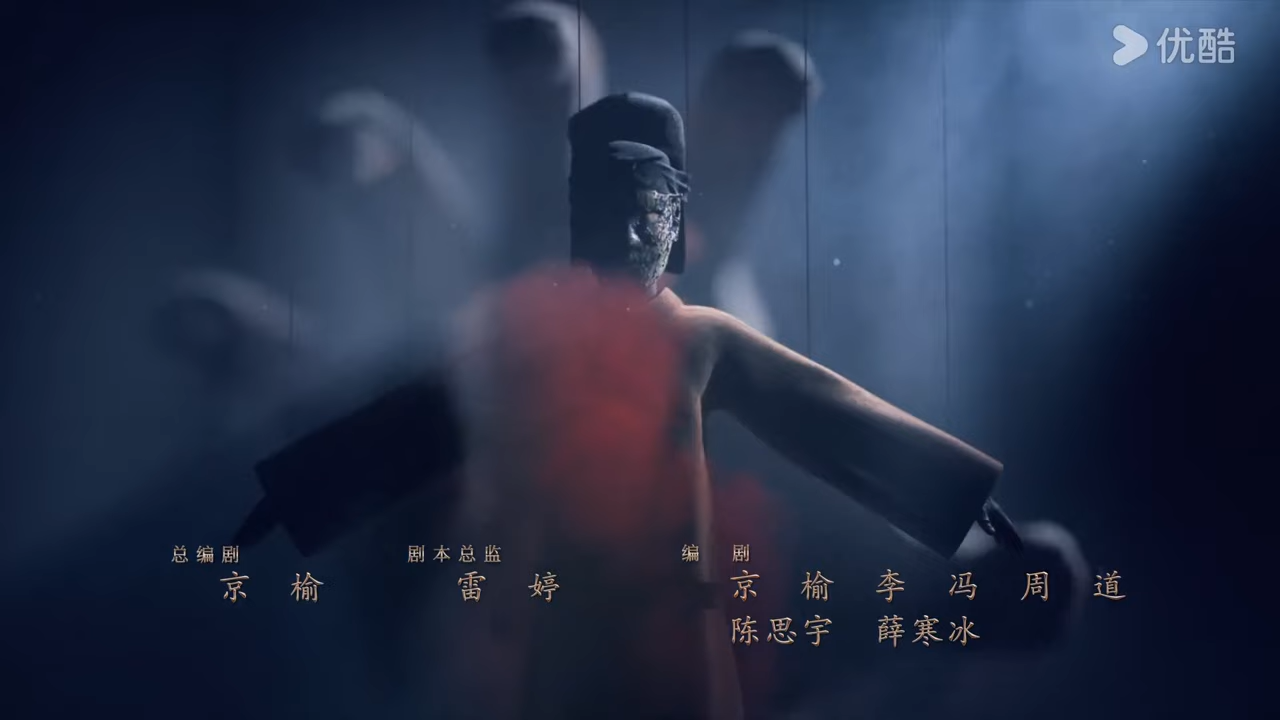 优酷
总编剧
京榆
剧本总监
雷婷
编剧
京榆 李冯 周道
陈思宇 薛寒冰